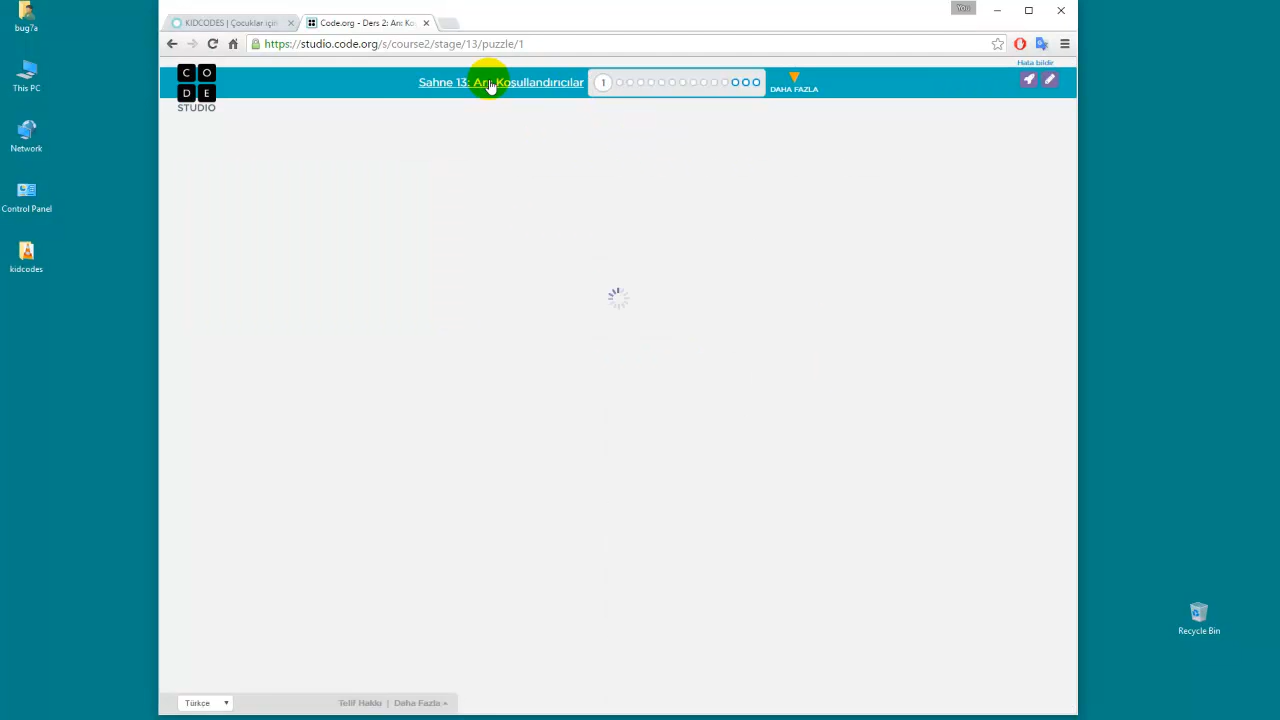 bug7a
This PC
Network
Control Panel
kidcodes
Recycle Bin
You
KIDCODES | Çocuklar için
Code.org - Ders 2: Arı: Ko
https://studio.code.org/s/course2/stage/13/puzzle/1
Hata bildir
C O
D E
STUDIO
Sahne 13: Arı: Koşullandırıcılar
1
DAHA FAZLA
Türkçe
Telif Hakkı | Daha Fazla